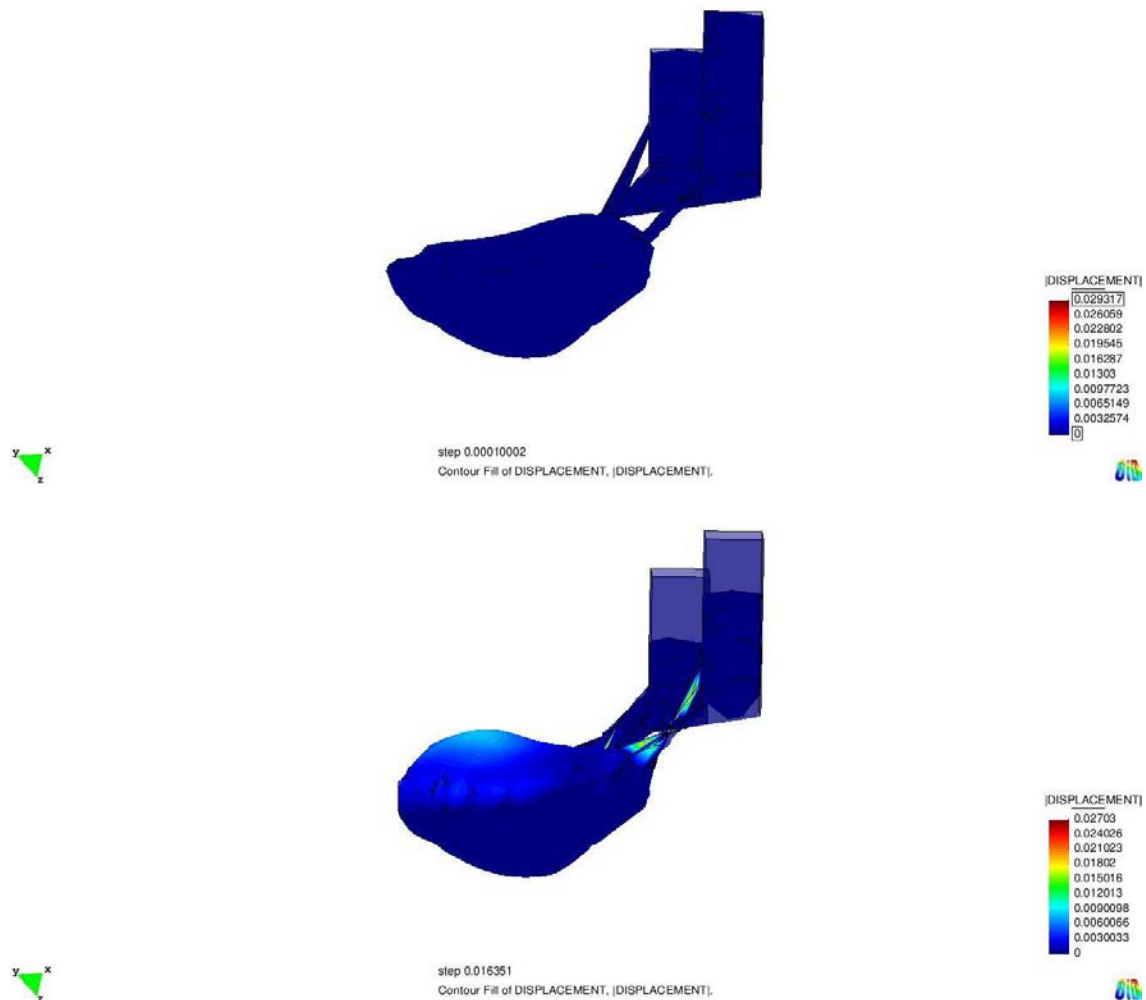 |DISPLACEMENT|
0.029317
0.026059
0.022802
0.019545
0.016287
0.01303
0.0097723
0.0065149
0.0032574
0
y x
z
step 0.00010002
Contour Fill of DISPLACEMENT, |DISPLACEMENT|.
GiD
|DISPLACEMENT|
0.02703
0.024026
0.021023
0.01802
0.015016
0.012013
0.0090098
0.0060066
0.0030033
0
y x
z
step 0.016351
Contour Fill of DISPLACEMENT, |DISPLACEMENT|.
GiD